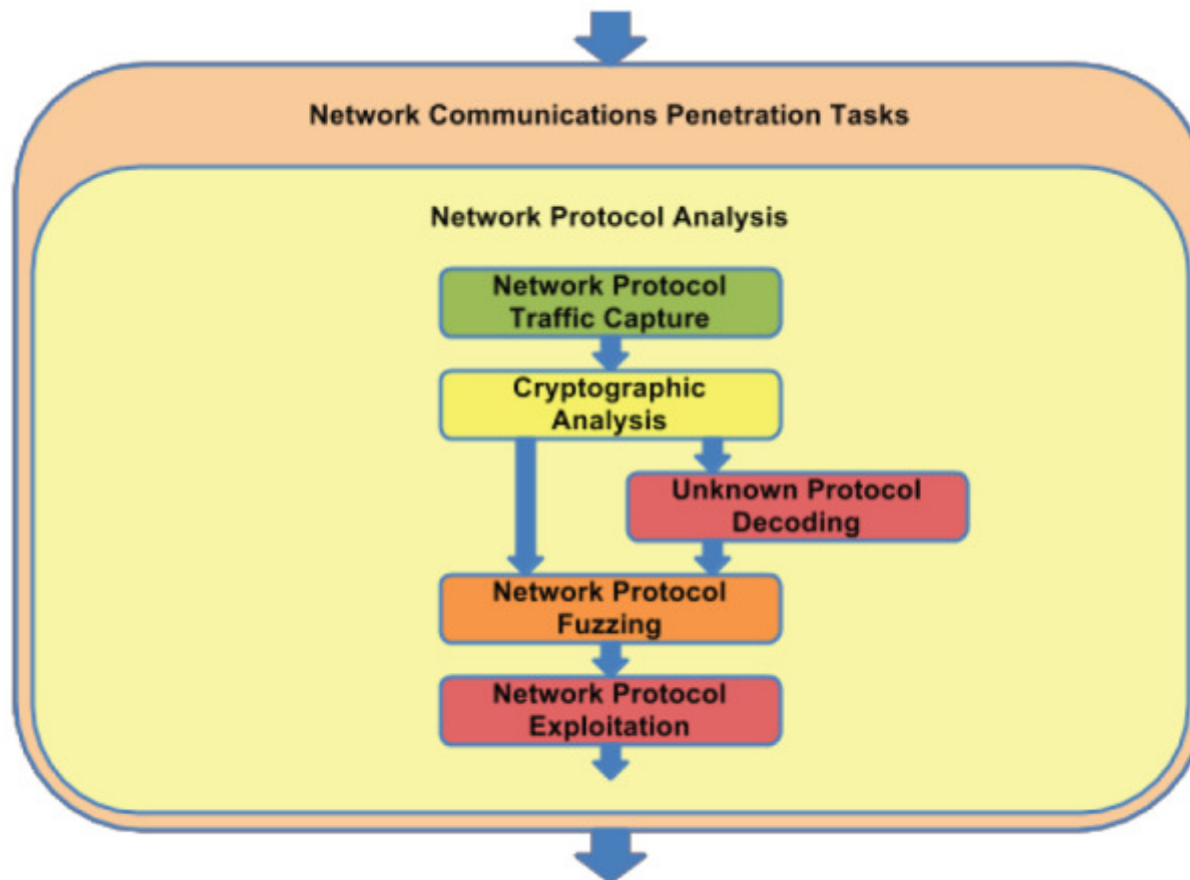 Network Communications Penetration Tasks
Network Protocol Analysis
Network Protocol
Traffic Capture
Cryptographic
Analysis
Unknown Protocol
Decoding
Network Protocol
Fuzzing
Network Protocol
Exploitation